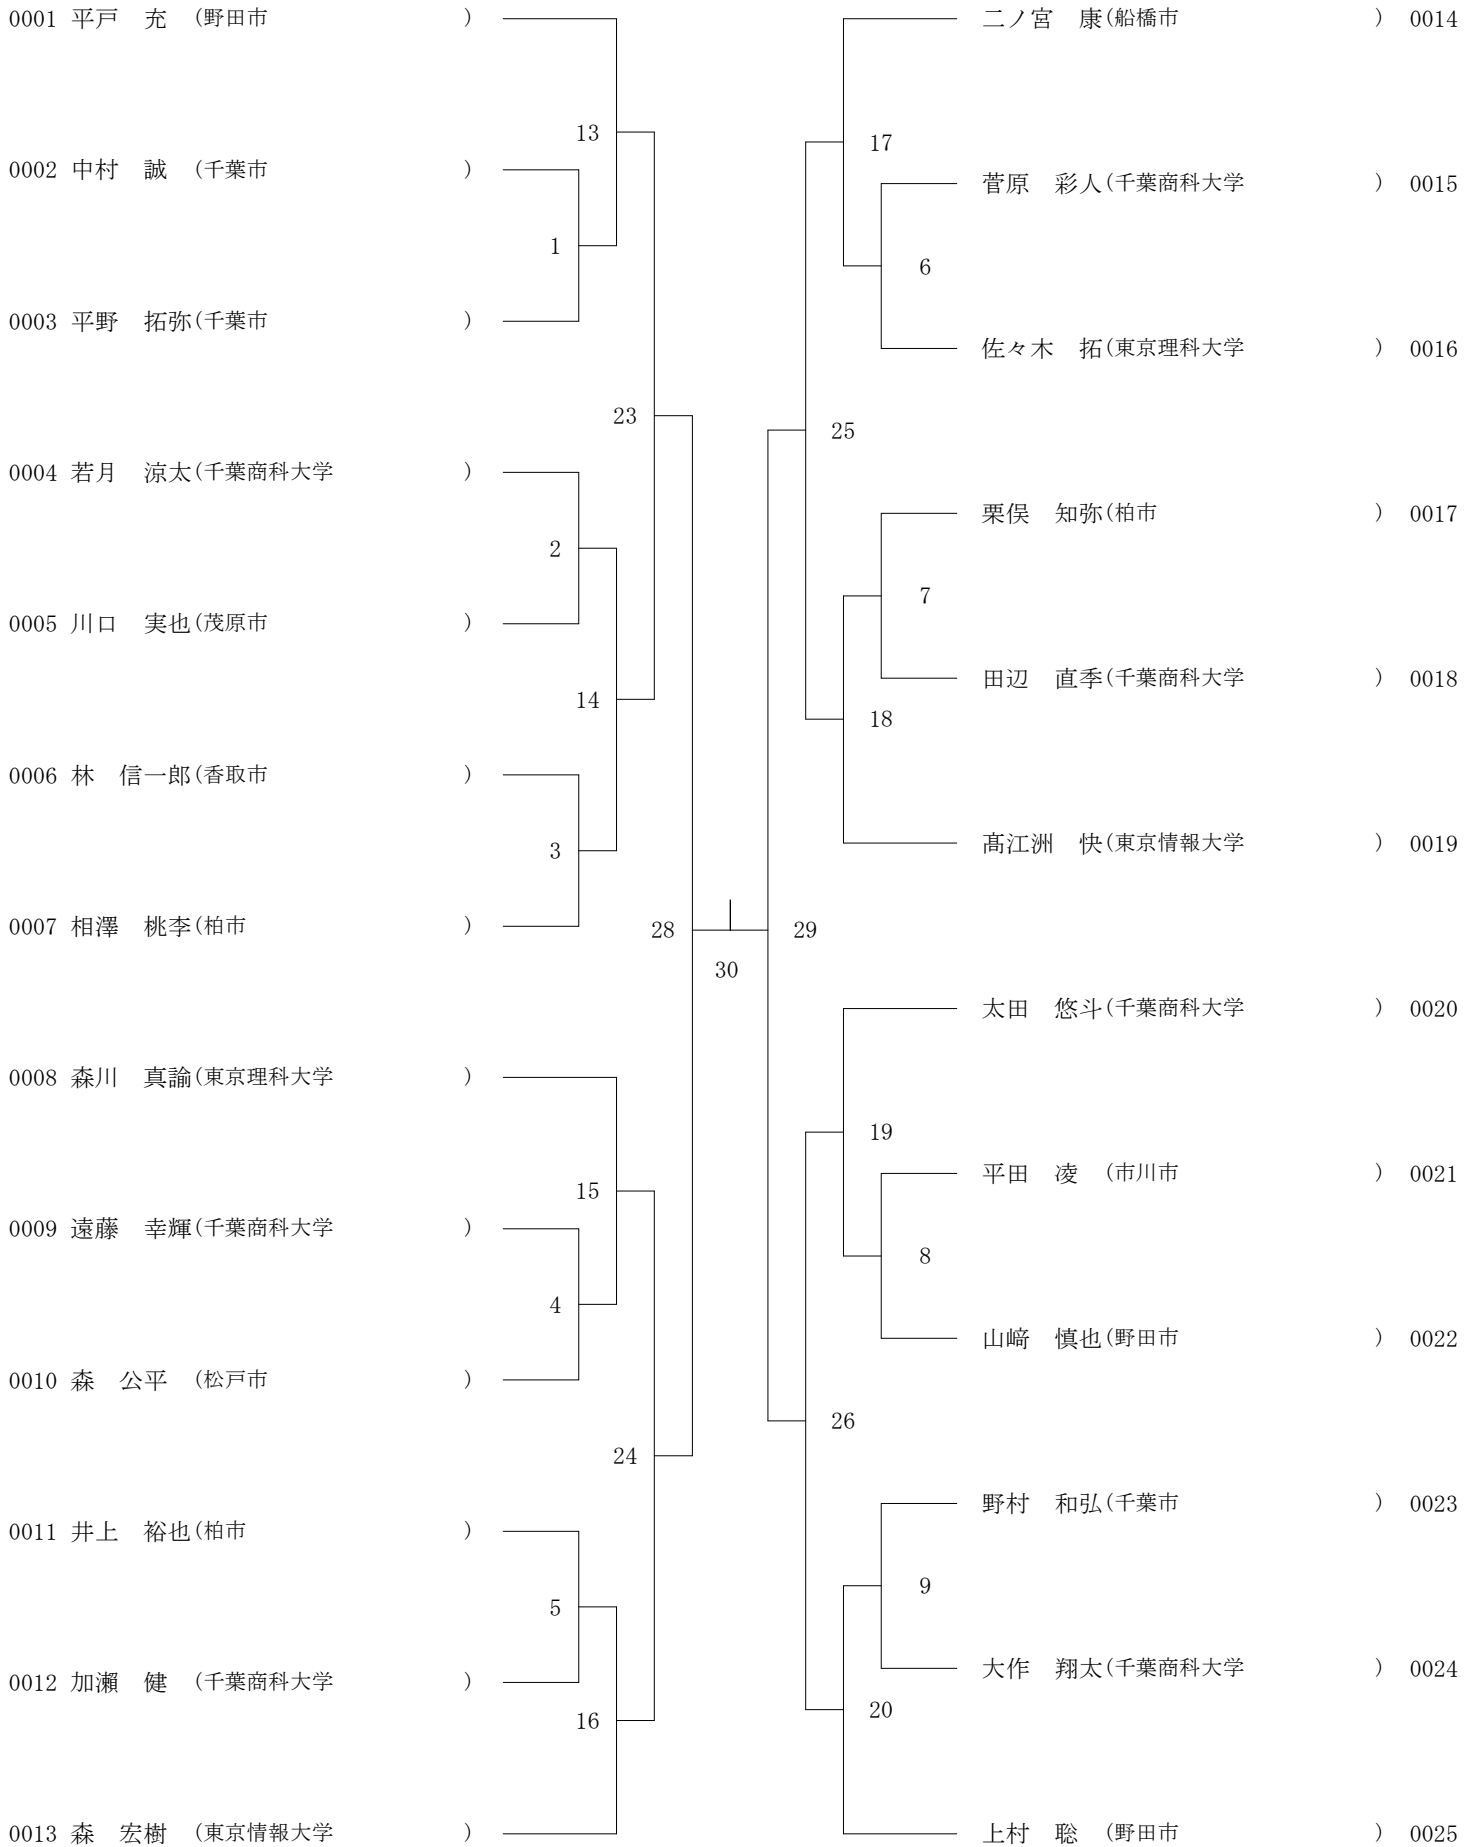 0001 平戸　充　(野田市　)
13
0002 中村　誠　(千葉市　)
1
0003 平野　拓弥(千葉市　)
23
0004 若月　涼太(千葉商科大学　)
2
0005 川口　実也(茂原市　)
14
0006 林　信一郎(香取市　)
3
0007 相澤　桃李(柏市　)
28
30
0008 森川　真諭(東京理科大学　)
15
0009 遠藤　幸輝(千葉商科大学　)
4
0010 森　公平　(松戸市　)
24
0011 井上　裕也(柏市　)
5
0012 加瀬　健　(千葉商科大学　)
16
0013 森　宏樹　(東京情報大学　)
二ノ宮　康(船橋市　) 0014
17
菅原　彩人(千葉商科大学　) 0015
6
佐々木　拓(東京理科大学　) 0016
25
栗俣　知弥(柏市　) 0017
7
田辺　直季(千葉商科大学　) 0018
18
髙江洲　快(東京情報大学　) 0019
29
太田　悠斗(千葉商科大学　) 0020
19
平田　凌　(市川市　) 0021
8
山﨑　慎也(野田市　) 0022
26
野村　和弘(千葉市　) 0023
9
大作　翔太(千葉商科大学　) 0024
20
上村　聡　(野田市　) 0025